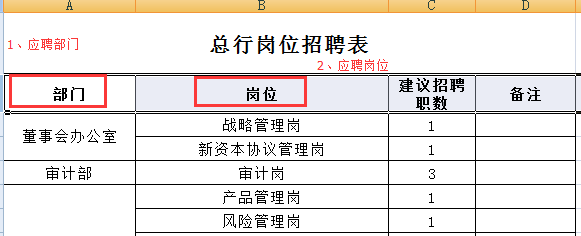 A B C D
1、应聘部门
总行岗位招聘表
2、应聘岗位
部门 岗位 建议招聘 备注
职数
董事会办公室 战略管理岗 1
新资本协议管理岗 1
审计部 审计岗 3
产品管理岗 1
风险管理岗 1